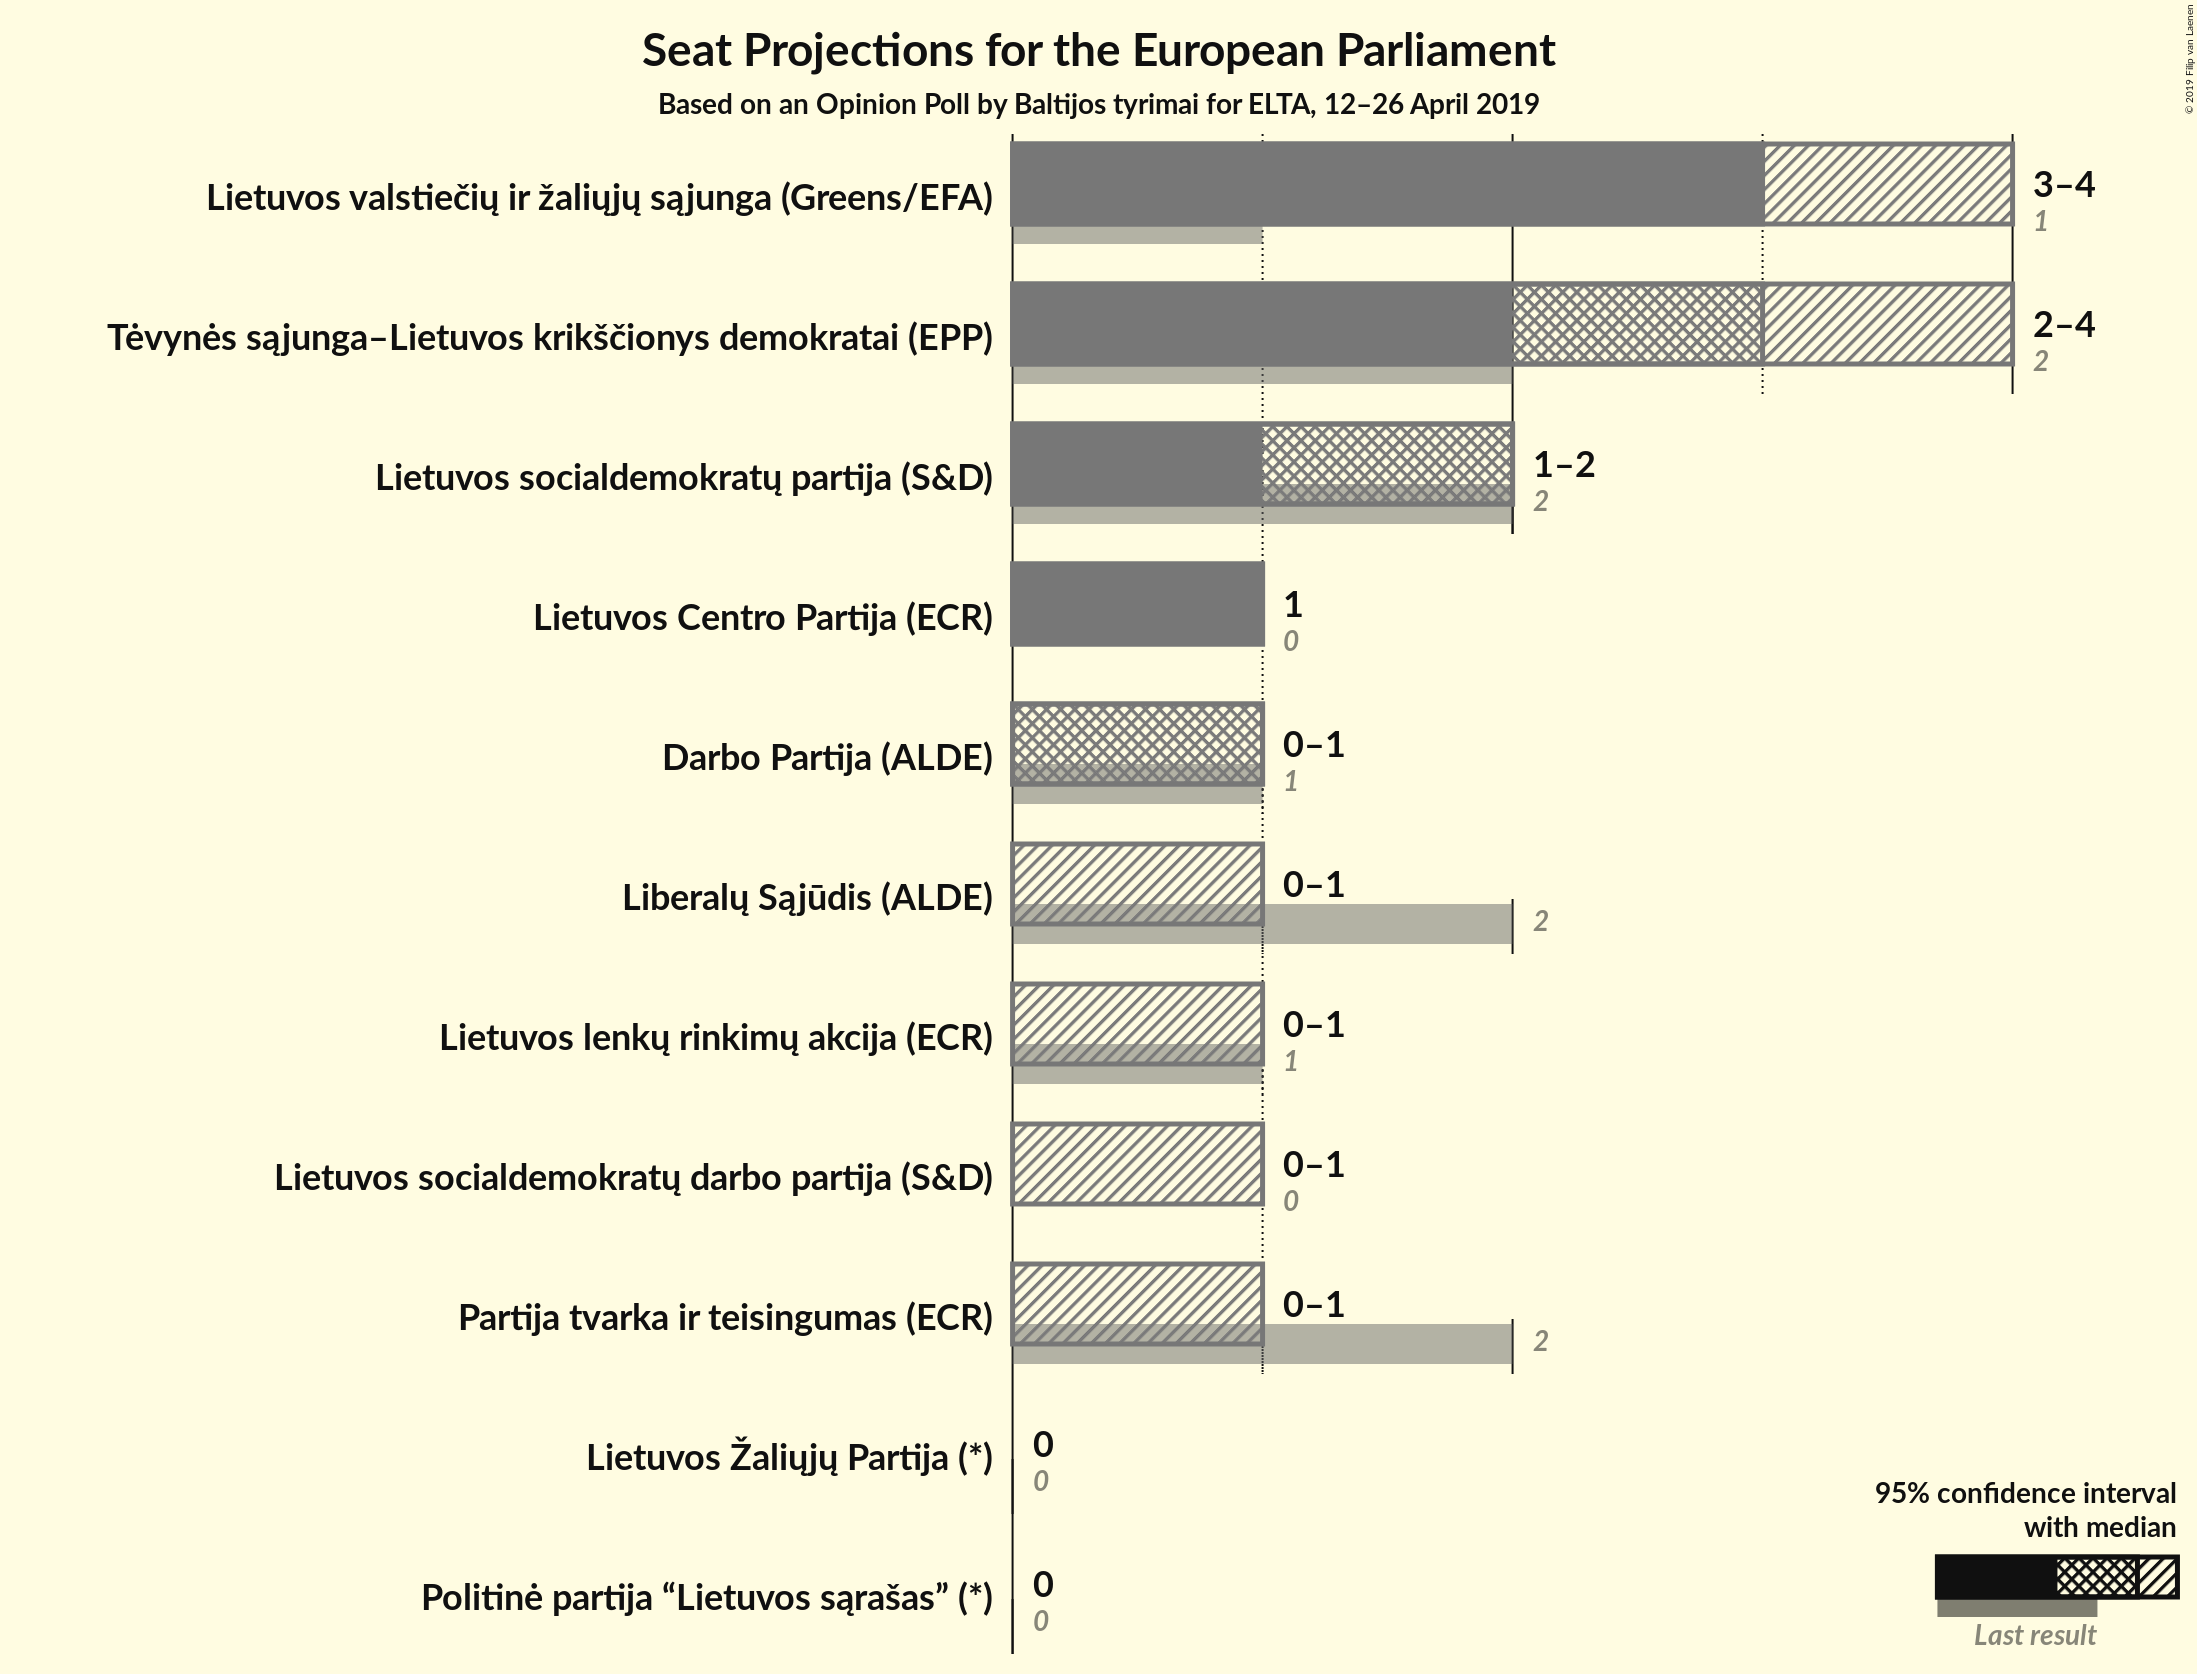 Seat Projections for the European Parliament
Based on an Opinion Poll by Baltijos tyrimai for ELTA, 12–26 April 2019
© 2019 Filip van Laenen
Lietuvos valstiečių ir žaliųjų sąjunga (Greens/EFA)
3–4
1
Tėvynės sąjunga–Lietuvos krikščionys demokratai (EPP)
2–4
2
Lietuvos socialdemokratų partija (S&D)
1–2
2
Lietuvos Centro Partija (ECR)
1
0
Darbo Partija (ALDE)
0–1
1
Liberalų Sąjūdis (ALDE)
0–1
2
Lietuvos lenkų rinkimų akcija (ECR)
0–1
1
Lietuvos socialdemokratų darbo partija (S&D)
0–1
0
Partija tvarka ir teisingumas (ECR)
0–1
2
Lietuvos Žaliųjų Partija (*)
0
0
Politinė partija “Lietuvos sąrašas” (*)
0
0
95% confidence interval
with median
Last result